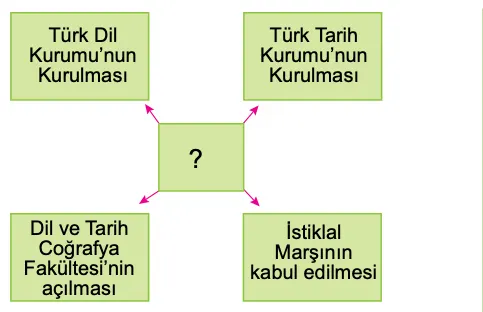 Türk Dil
Kurumu’nun
Kurulması
Türk Tarih
Kurumu’nun
Kurulması
?
Dil ve Tarih
Coğrafya
Fakültesi’nin
açılması
İstiklal
Marşının
kabul edilmesi